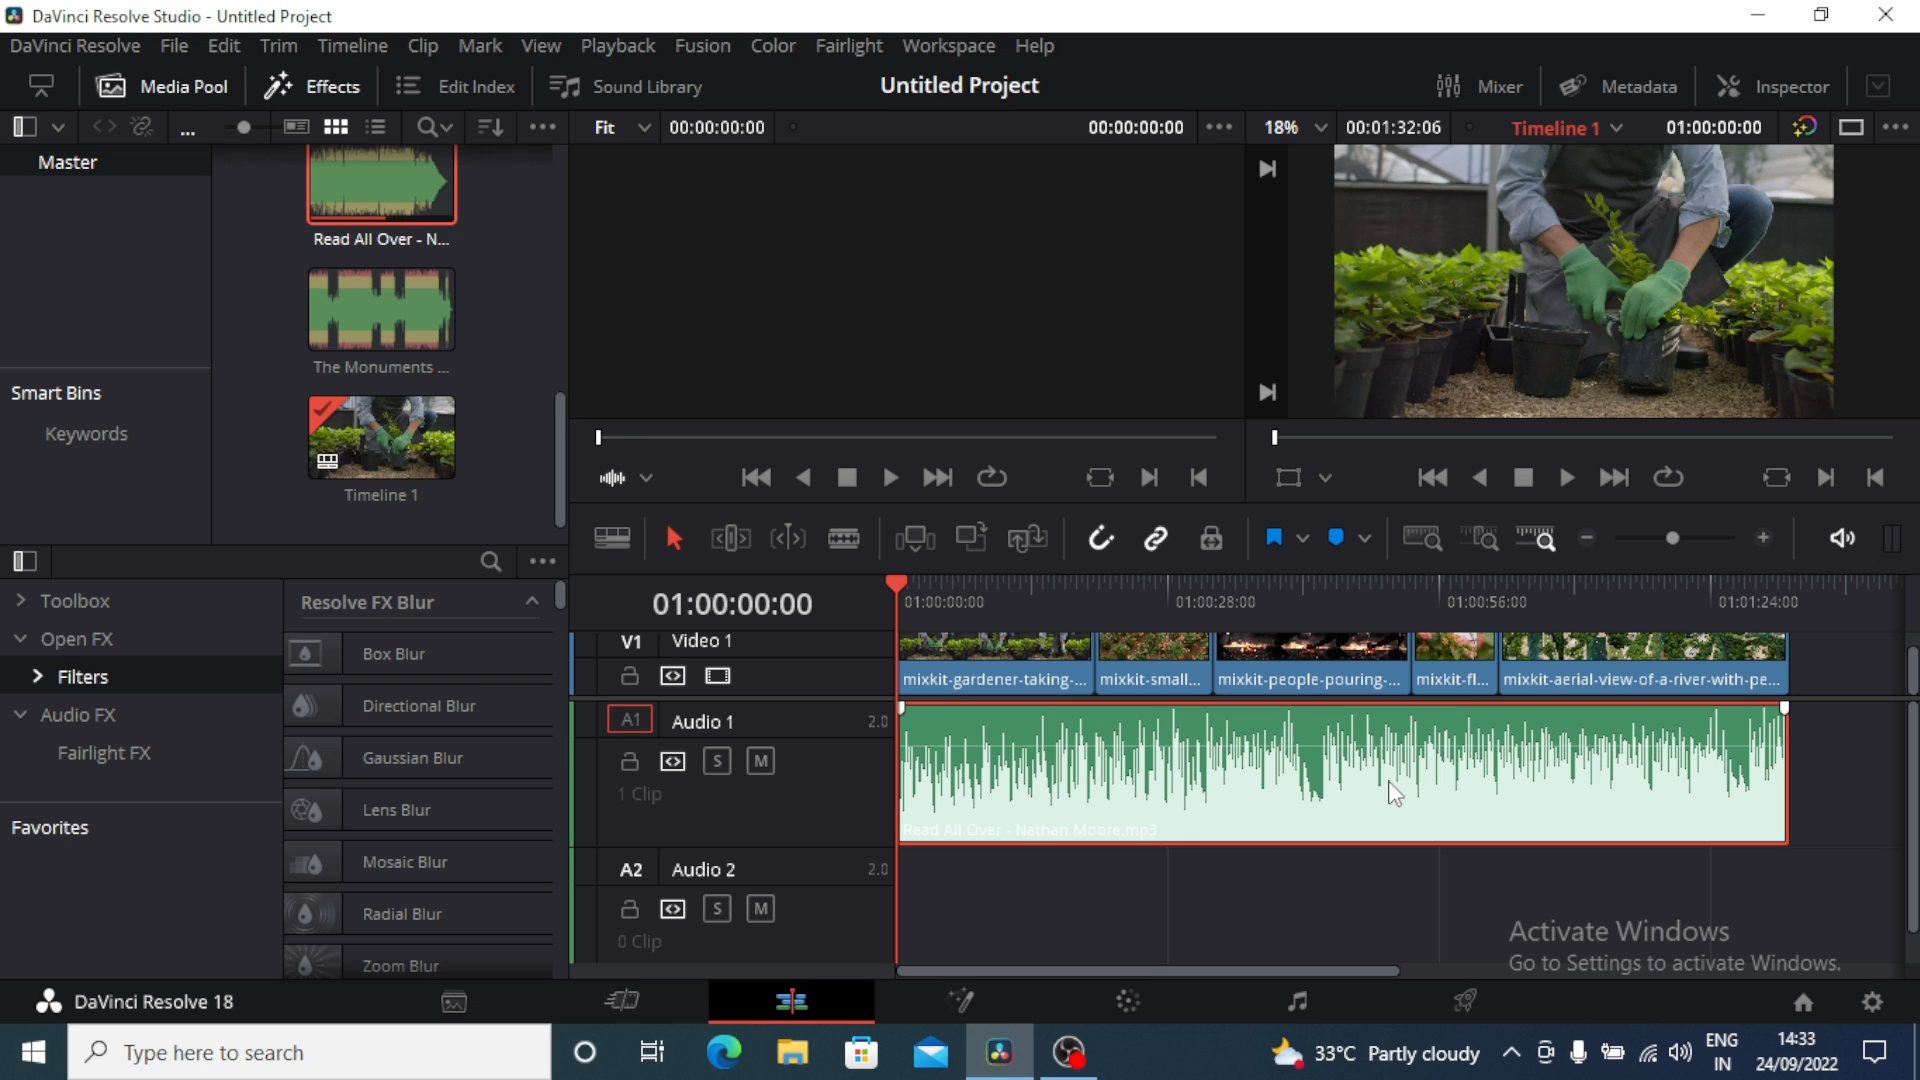 DaVinci Resolve Studio - Untitled Project
DaVinci Resolve File Edit Trim Timeline Clip Mark View Playback Fusion Color Fairlight Workspace Help
Media Pool Effects Edit Index Sound Library Untitled Project Mixer Metadata Inspector
... Fit 00:00:00:00 00:00:00:00 18% 00:01:32:06 Timeline 1 01:00:00:00
Master
Read All Over - N...
The Monuments ...
Smart Bins
Keywords
Timeline 1
Toolbox
Resolve FX Blur
Open FX
Box Blur
Filters
Directional Blur
Audio FX
Fairlight FX
Gaussian Blur
Lens Blur
Favorites
Mosaic Blur
Radial Blur
Zoom Blur
01:00:00:00
01:00:00:00 01:00:28:00 01:00:56:00 01:01:24:00
V1 Video 1
mixkit-gardener-taking-... mixkit-small... mixkit-people-pouring-... mixkit-fl... mixkit-aerial-view-of-a-river-with-pe...
A1 Audio 1 2.0
S M
1 Clip
Read All Over - Nathan Moore.mp3
A2 Audio 2 2.0
S M
0 Clip
Activate Windows
Go to Settings to activate Windows.
DaVinci Resolve 18
Type here to search
33°C Partly cloudy
ENG
IN
14:33
24/09/2022